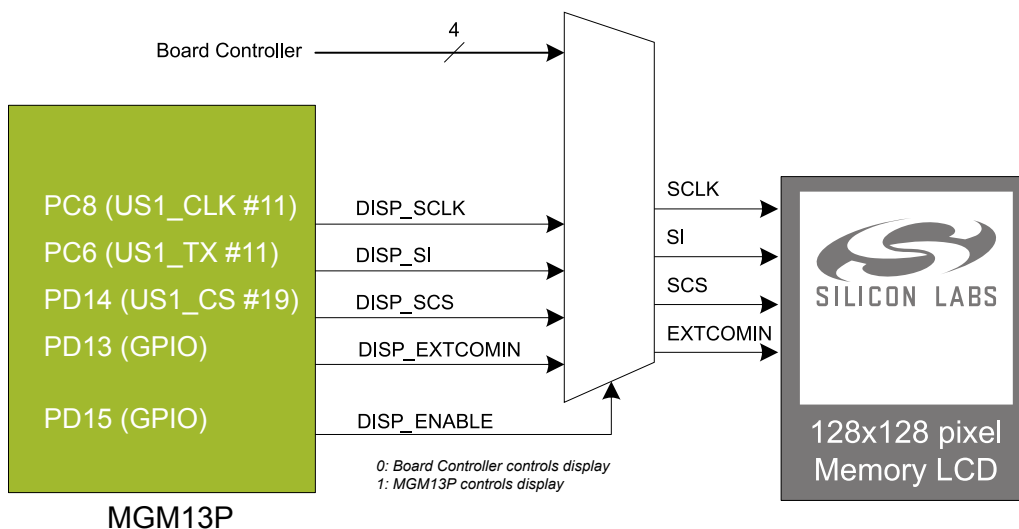 4
Board Controller
PC8 (US1_CLK #11)
PC6 (US1_TX #11)
PD14 (US1_CS #19)
PD13 (GPIO)
PD15 (GPIO)
MGM13P
DISP_SCLK
DISP_SI
DISP_SCS
DISP_EXTCOMIN
DISP_ENABLE
0: Board Controller controls display
1: MGM13P controls display
SCLK
SI
SCS
EXTCOMIN
SILICON LABS
128x128 pixel
Memory LCD